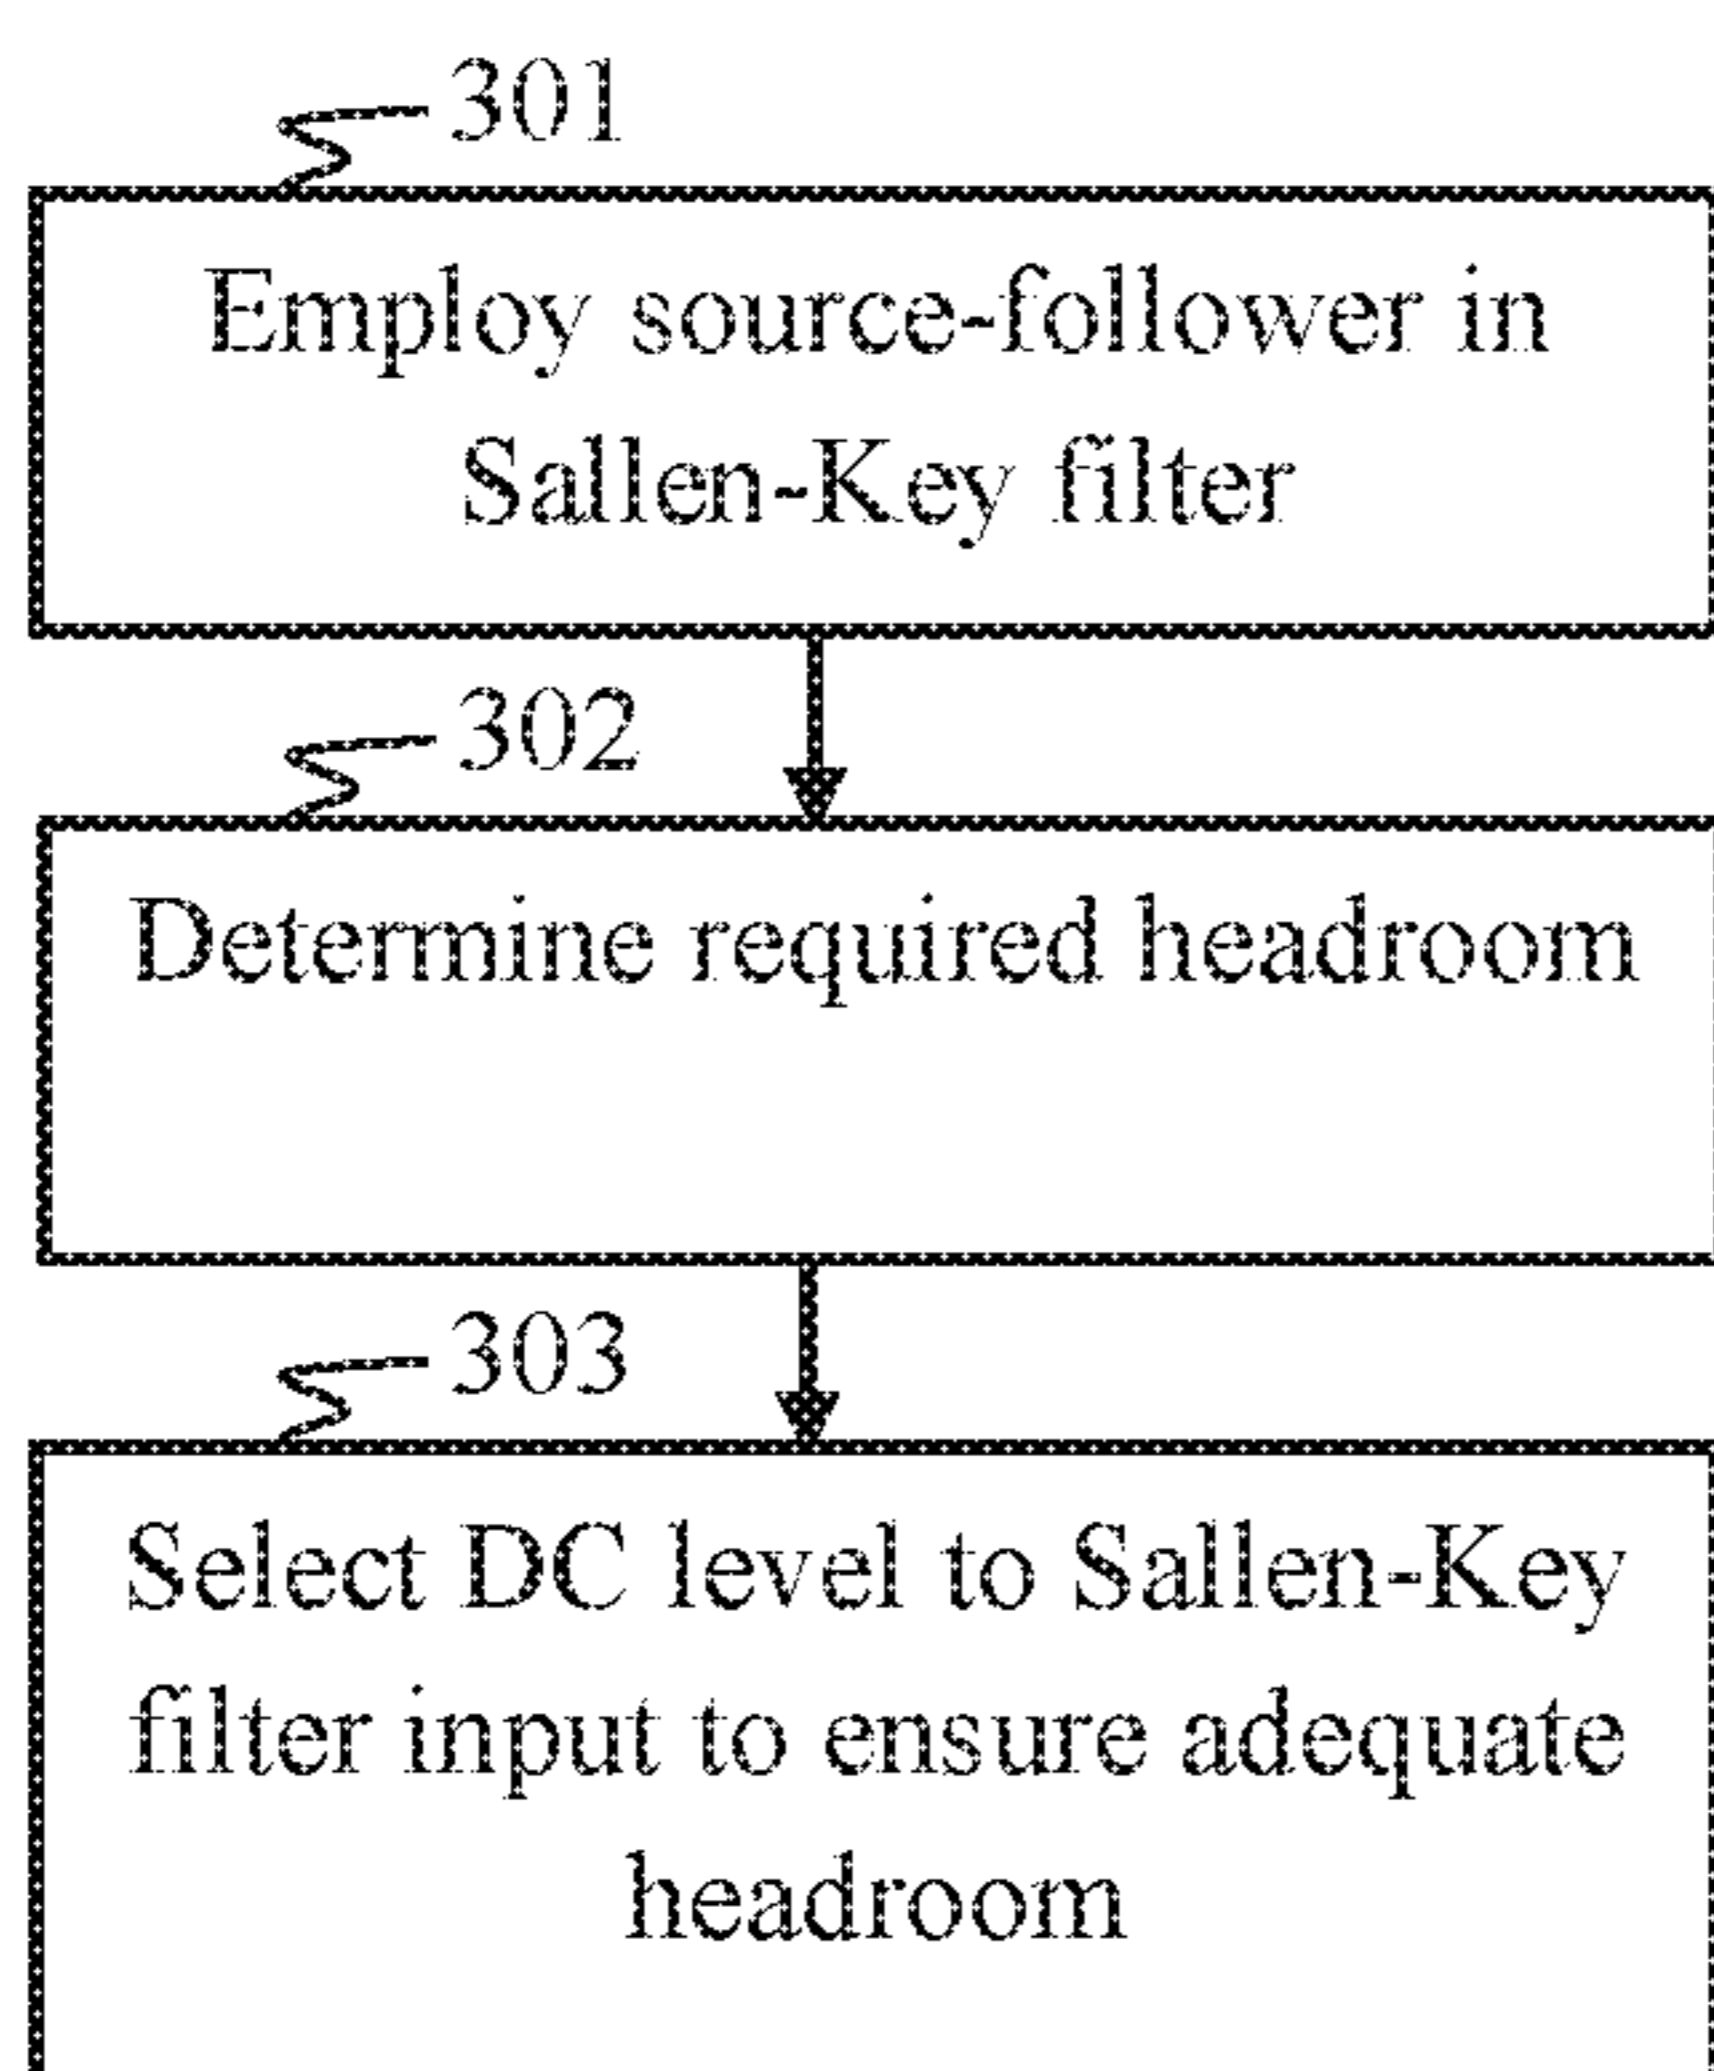 301
Employ source-follower in
Sallen-Key filter
302
Determine required headroom
303
Select DC level to Sallen-Key
filter input to ensure adequate
headroom